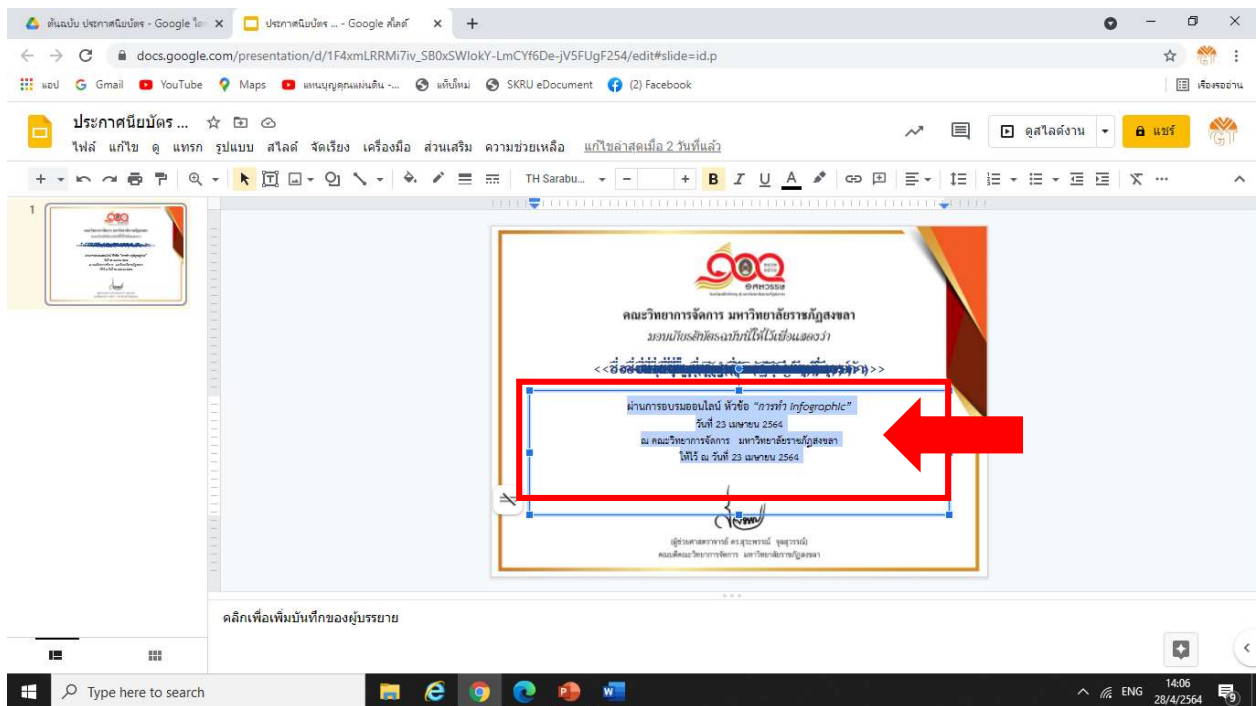 ต้นฉบับ ประกาศนียบัตร - Google ได
ประกาศนียบัตร ... - Google สไลด์
docs.google.com/presentation/d/1F4xmLRRMi7iv_SB0xSWlokY-LmCYf6De-jV5FUgF254/edit#slide=id.p
แอป Gmail YouTube Maps แทนบุญคุณแผ่นดิน -... แท็บใหม่ SKRU eDocument (2) Facebook เรื่องรออ่าน
ประกาศนียบัตร ...
ไฟล์ แก้ไข ดู แทรก รูปแบบ สไลด์ จัดเรียง เครื่องมือ ส่วนเสริม ความช่วยเหลือ แก้ไขล่าสุดเมื่อ 2 วันที่แล้ว
ดูสไลด์งาน แชร์
TH Sarabu... B I U A
1
คณะวิทยาการจัดการ มหาวิทยาลัยราชภัฏสงขลา
มอบเกียรติบัตรฉบับนี้ให้ไว้เพื่อแสดงว่า
ผ่านการอบรมออนไลน์ หัวข้อ "การทำ Infographic"
วันที่ 23 เมษายน 2564
ณ คณะวิทยาการจัดการ มหาวิทยาลัยราชภัฏสงขลา
ให้ไว้ ณ วันที่ 23 เมษายน 2564
คณบดีคณะวิทยาการจัดการ มหาวิทยาลัยราชภัฏสงขลา
คลิกเพื่อเพิ่มบันทึกของผู้บรรยาย
Type here to search
ENG
14:06
28/4/2564